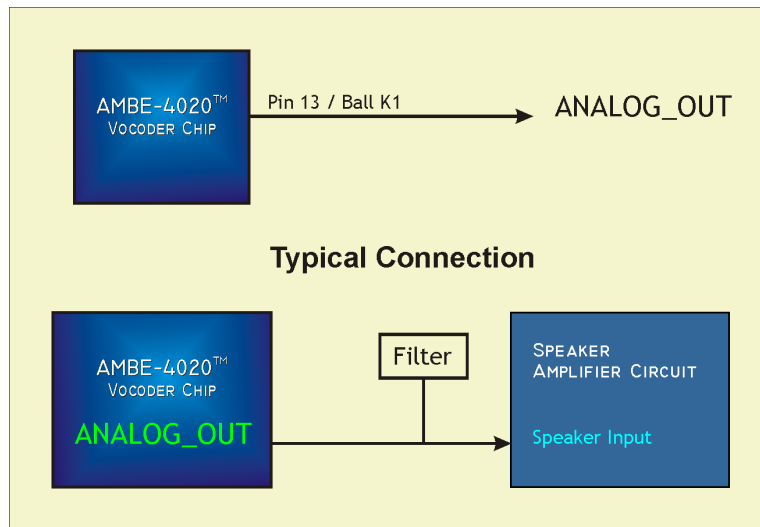 AMBE-4020™
Vocoder Chip
Pin 13 / Ball K1
ANALOG_OUT
Typical Connection
AMBE-4020™
Vocoder Chip
ANALOG_OUT
Filter
Speaker
Amplifier Circuit
Speaker Input